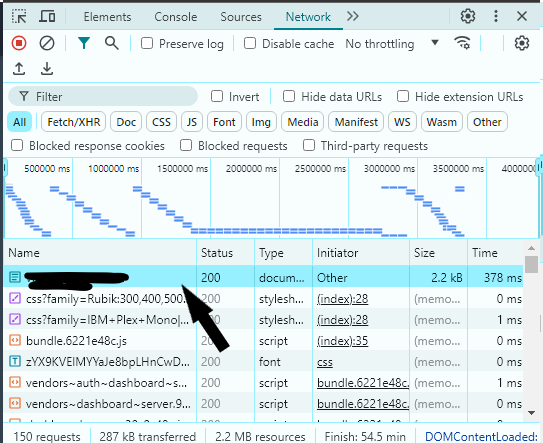 Elements Console Sources Network
Preserve log Disable cache No throttling
Filter Invert Hide data URLs Hide extension URLs
All Fetch/XHR Doc CSS JS Font Img Media Manifest WS Wasm Other
Blocked response cookies Blocked requests Third-party requests
500000 ms 1000000 ms 1500000 ms 2000000 ms 2500000 ms 3000000 ms 3500000 ms 4000000
Name Status Type Initiator Size Time
200 docum... Other 2.2 kB 378 ms
css?family=Rubik:300,400,500... 200 stylesh... (index):28 (memo... 0 ms
css?family=IBM+Plex+Mono|... 200 stylesh... (index):28 (memo... 1 ms
bundle.6221e48c.js 200 script (index):35 (memo... 0 ms
zYX9KVElMYYaJe8bpLHnCwD... 200 font css (memo... 0 ms
vendors~auth~dashboard~s... 200 script bundle.6221e48c. (memo... 1 ms
vendors~dashboard~server.9... 200 script bundle.6221e48c. (memo... 0 ms
150 requests 287 kB transferred 2.2 MB resources Finish: 54.5 min DOMContentLoaded: